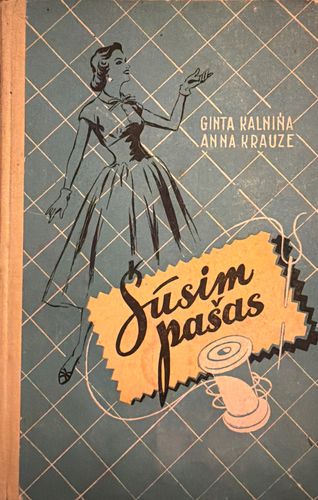 GINTA KALNIŅA
ANNA KRAUZE
Šūsim
pašas